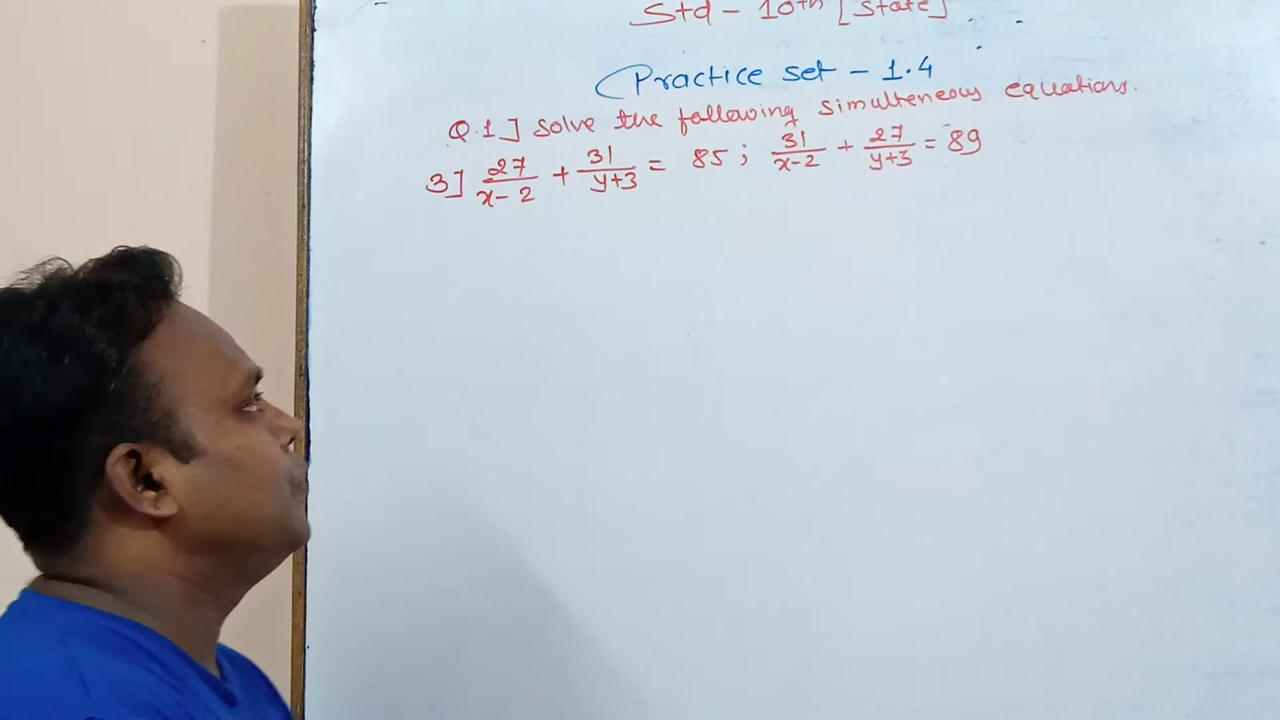 Std - 10th [State]
Practice set - 1.4
Q.1] Solve the following simulteneous equations.
3] 27/x-2 + 31/y+3 = 85 ; 31/x-2 + 27/y+3 = 89